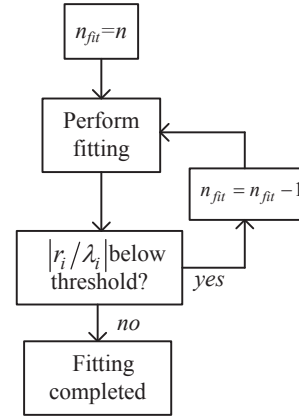 n_fit=n
Perform
fitting
n_fit = n_fit −1
|r_i/λ_i| below
threshold?
yes
no
Fitting
completed